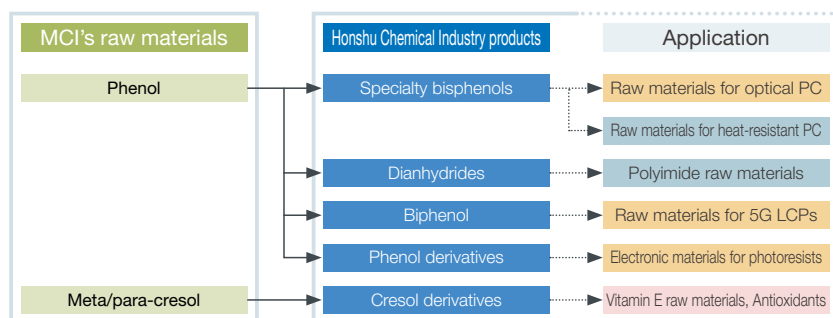 MCI's raw materials
Honshu Chemical Industry products
Application
Phenol
Specialty bisphenols
Raw materials for optical PC
Raw materials for heat-resistant PC
Dianhydrides
Polyimide raw materials
Biphenol
Raw materials for 5G LCPs
Phenol derivatives
Electronic materials for photoresists
Meta/para-cresol
Cresol derivatives
Vitamin E raw materials, Antioxidants